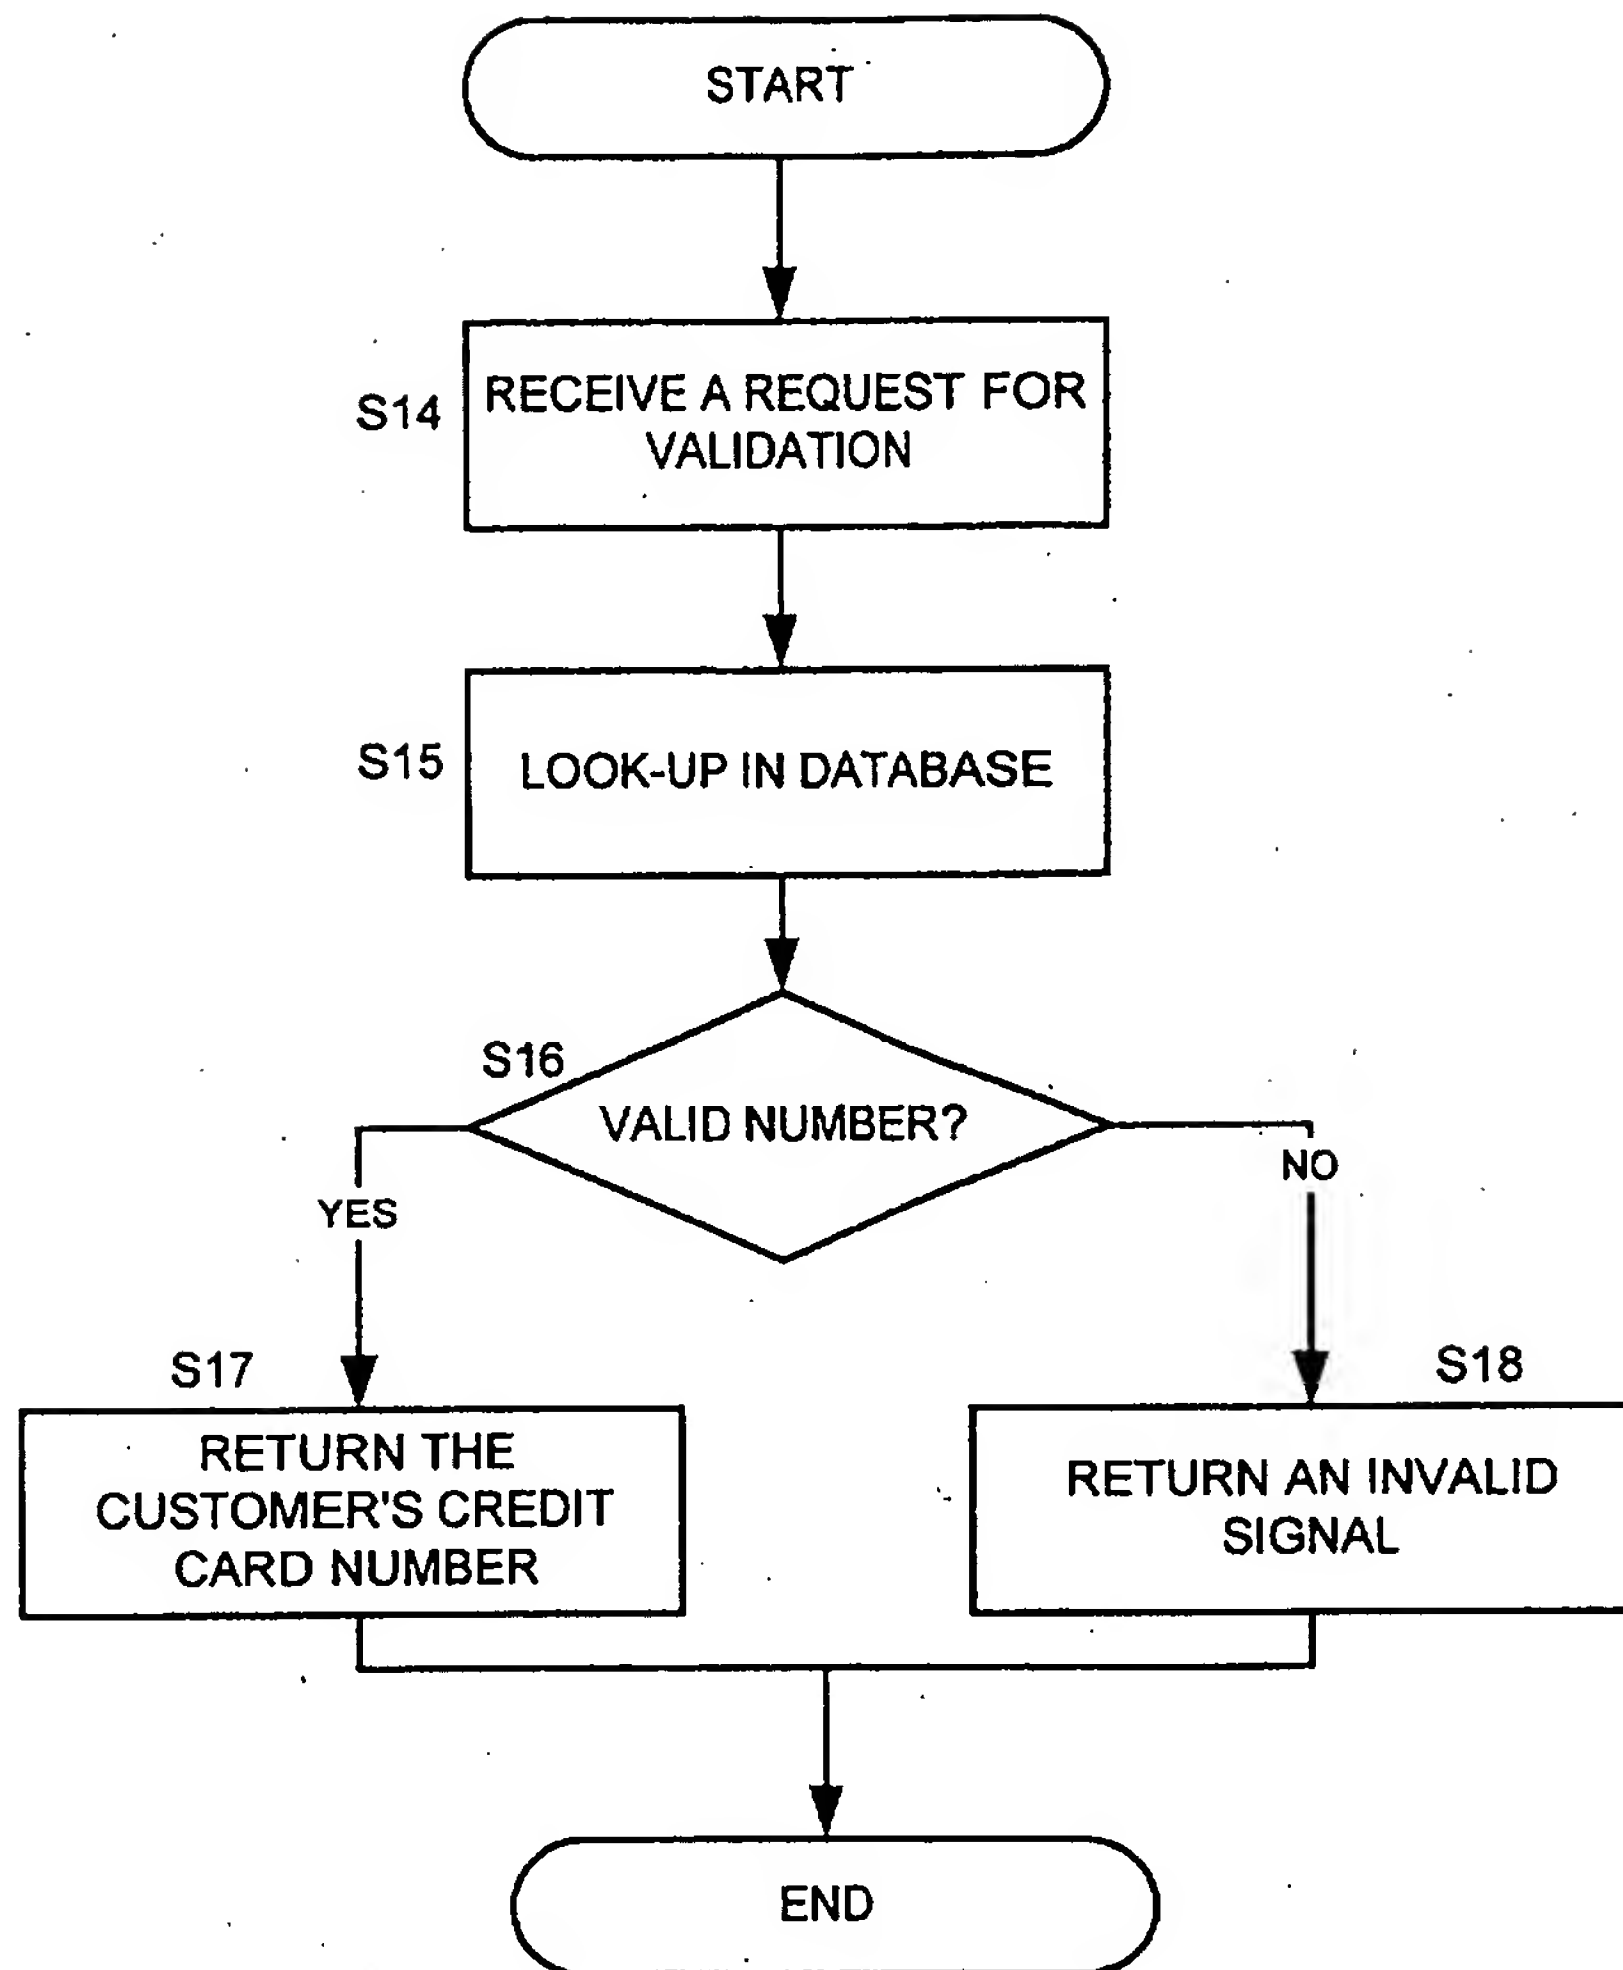 START
S14
RECEIVE A REQUEST FOR
VALIDATION
S15
LOOK-UP IN DATABASE
S16
VALID NUMBER?
YES
NO
S17
RETURN THE
CUSTOMER'S CREDIT
CARD NUMBER
S18
RETURN AN INVALID
SIGNAL
END